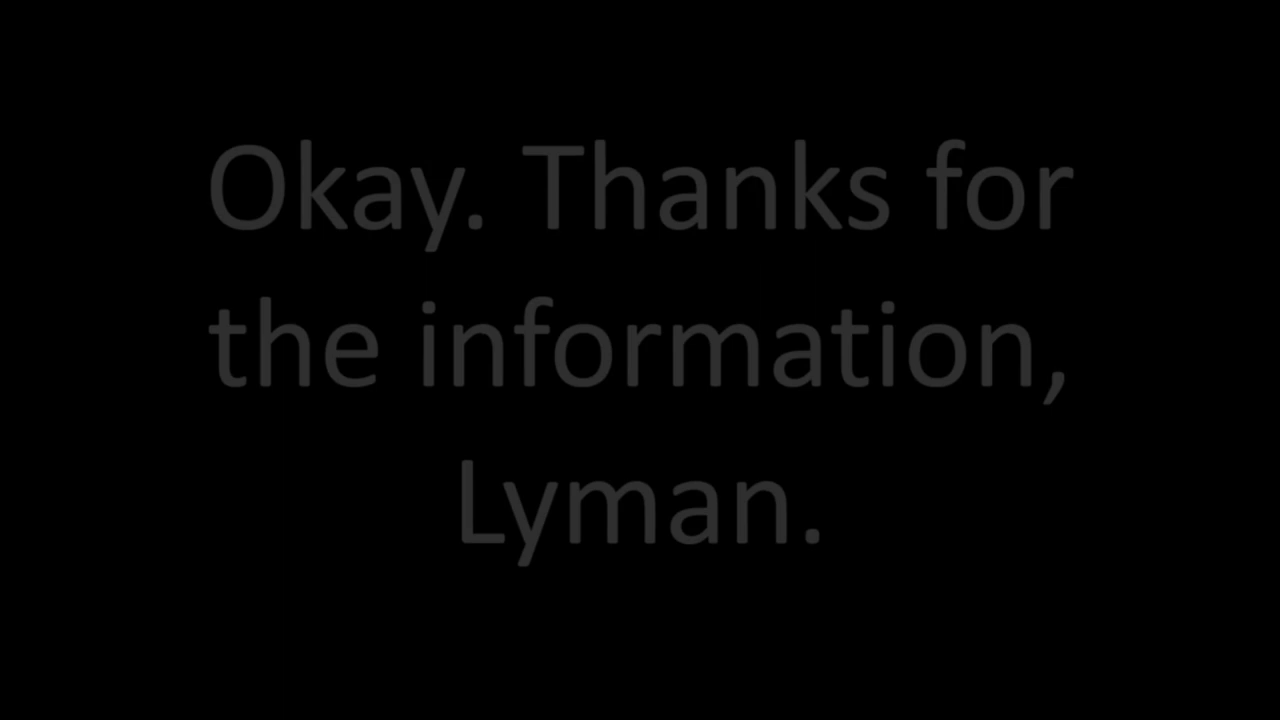 Okay. Thanks for
the information,
Lyman.